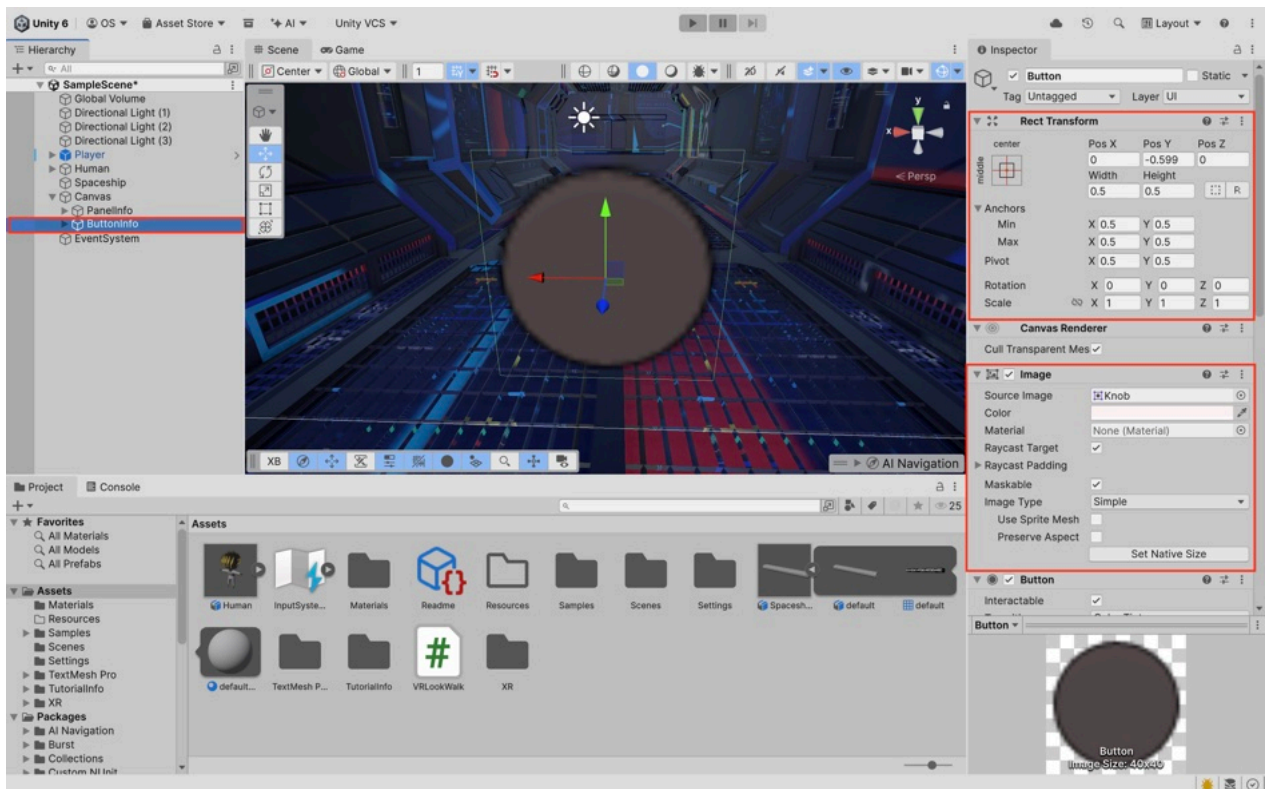 Unity 6 OS Asset Store AI Unity VCS Layout
Hierarchy
All
SampleScene*
Global Volume
Directional Light (1)
Directional Light (2)
Directional Light (3)
Player
Human
Spaceship
Canvas
PanelInfo
ButtonInfo
EventSystem
Scene Game
Center Global 1 2D
y
x
Persp
XB
AI Navigation
Inspector
Button Static
Tag Untagged Layer UI
Rect Transform
center Pos X Pos Y Pos Z
middle 0 -0.599 0
Width Height
0.5 0.5 R
Anchors
Min X 0.5 Y 0.5
Max X 0.5 Y 0.5
Pivot X 0.5 Y 0.5
Rotation X 0 Y 0 Z 0
Scale X 1 Y 1 Z 1
Canvas Renderer
Cull Transparent Mes
Image
Source Image Knob
Color
Material None (Material)
Raycast Target
Raycast Padding
Maskable
Image Type Simple
Use Sprite Mesh
Preserve Aspect
Set Native Size
Button
Interactable
Button
Button
Image Size: 40x40
Project Console
25
Favorites
All Materials
All Models
All Prefabs
Assets
Materials
Resources
Samples
Scenes
Settings
TextMesh Pro
TutorialInfo
XR
Packages
AI Navigation
Burst
Collections
Custom NUnit
Assets
Human InputSyste... Materials Readme Resources Samples Scenes Settings Spacesh... default default
default... TextMesh P... TutorialInfo VRLookWalk XR